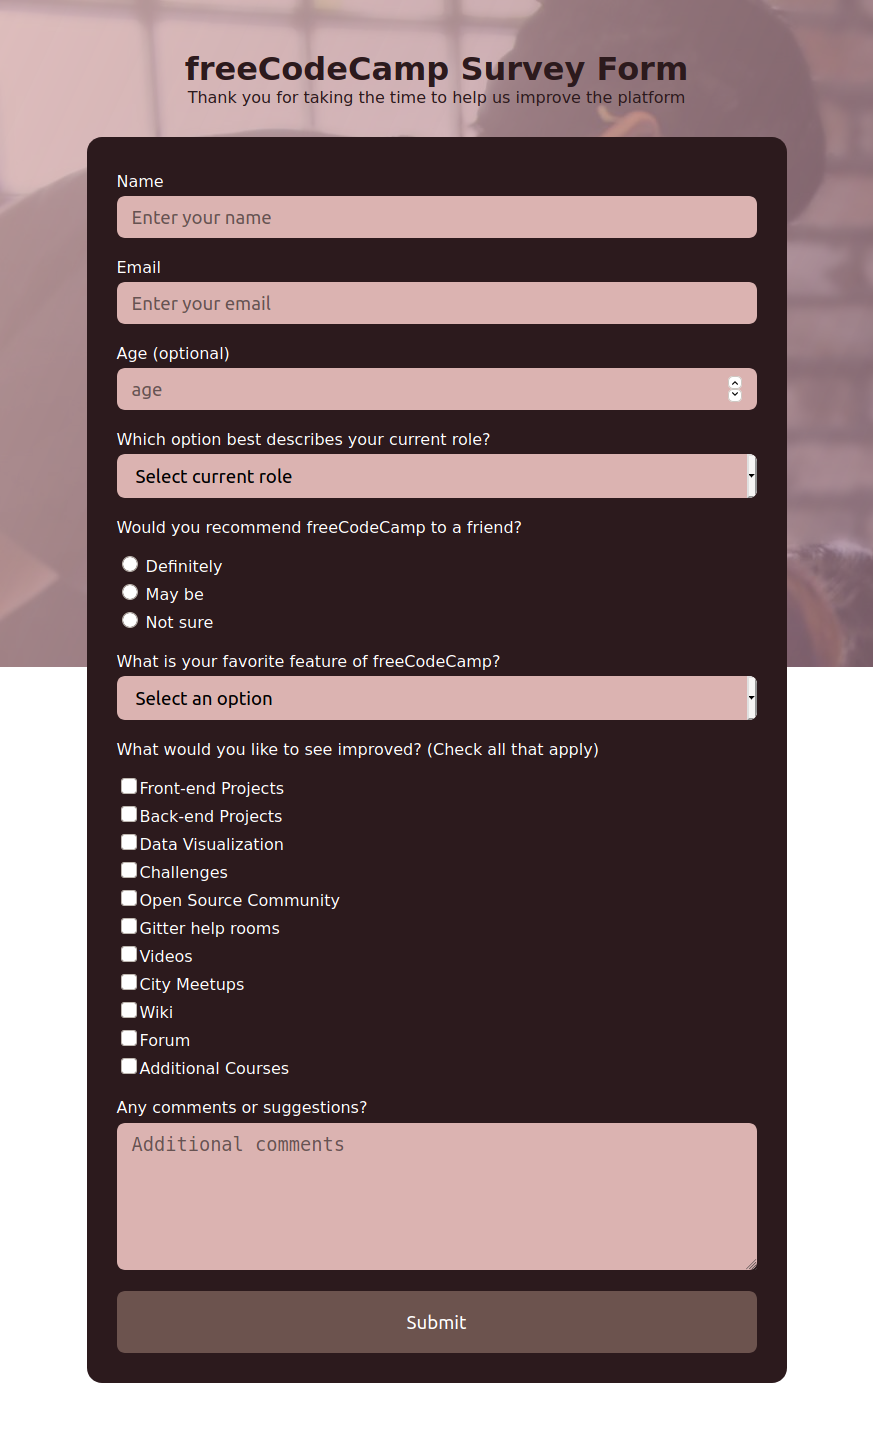 freeCodeCamp Survey Form
Thank you for taking the time to help us improve the platform
Name
Enter your name
Email
Enter your email
Age (optional)
age
Which option best describes your current role?
Select current role
Would you recommend freeCodeCamp to a friend?
Definitely
May be
Not sure
What is your favorite feature of freeCodeCamp?
Select an option
What would you like to see improved? (Check all that apply)
Front-end Projects
Back-end Projects
Data Visualization
Challenges
Open Source Community
Gitter help rooms
Videos
City Meetups
Wiki
Forum
Additional Courses
Any comments or suggestions?
Additional comments
Submit